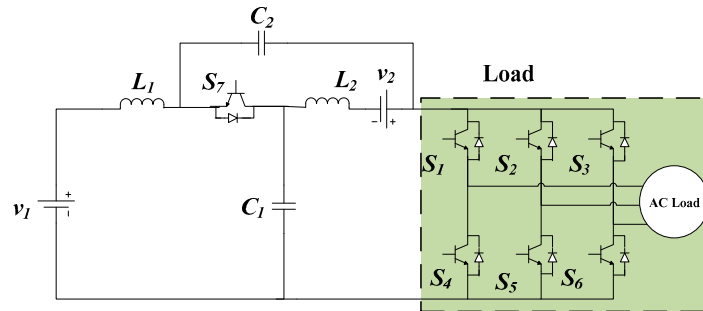 C2
L1
S7
L2
v2
Load
+
-
- +
v1
C1
S1
S2
S3
AC Load
S4
S5
S6